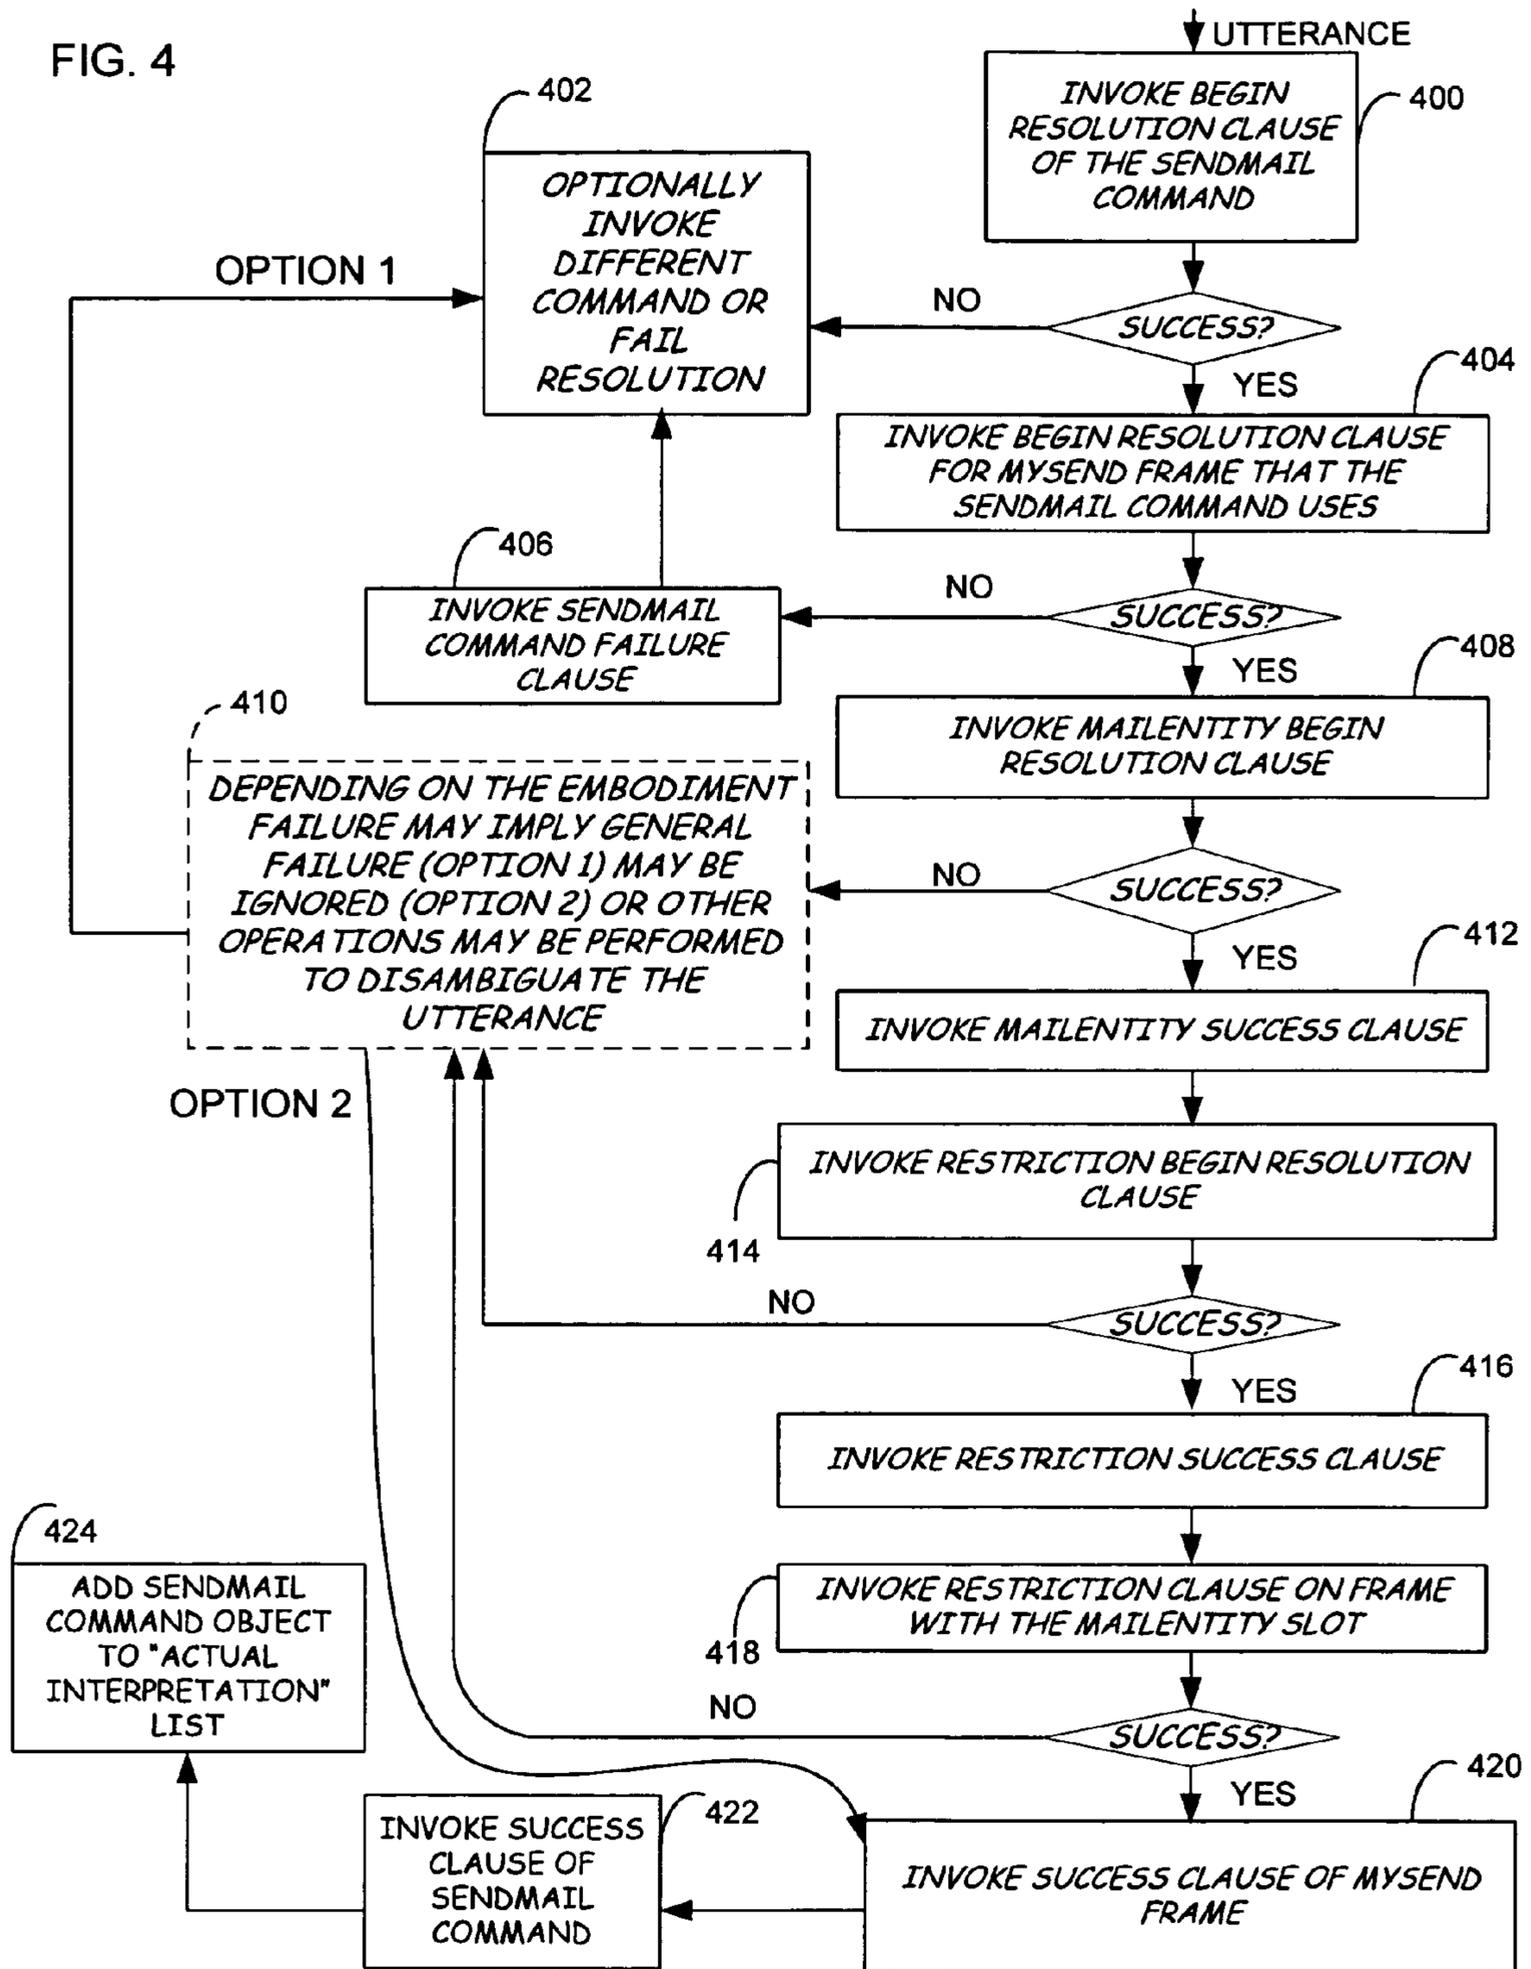 FIG. 4
UTTERANCE
INVOKE BEGIN
RESOLUTION CLAUSE
OF THE SENDMAIL
COMMAND
400
402
OPTIONALLY
INVOKE
DIFFERENT
COMMAND OR
FAIL
RESOLUTION
OPTION 1
NO
SUCCESS?
YES
404
INVOKE BEGIN RESOLUTION CLAUSE
FOR MYSEND FRAME THAT THE
SENDMAIL COMMAND USES
406
INVOKE SENDMAIL
COMMAND FAILURE
CLAUSE
NO
SUCCESS?
YES
408
INVOKE MAILENTITY BEGIN
RESOLUTION CLAUSE
410
DEPENDING ON THE EMBODIMENT
FAILURE MAY IMPLY GENERAL
FAILURE (OPTION 1) MAY BE
IGNORED (OPTION 2) OR OTHER
OPERATIONS MAY BE PERFORMED
TO DISAMBIGUATE THE
UTTERANCE
NO
SUCCESS?
YES
412
INVOKE MAILENTITY SUCCESS CLAUSE
OPTION 2
INVOKE RESTRICTION BEGIN RESOLUTION
CLAUSE
414
NO
SUCCESS?
YES
416
INVOKE RESTRICTION SUCCESS CLAUSE
INVOKE RESTRICTION CLAUSE ON FRAME
WITH THE MAILENTITY SLOT
418
NO
SUCCESS?
YES
420
INVOKE SUCCESS CLAUSE OF MYSEND
FRAME
422
INVOKE SUCCESS
CLAUSE OF
SENDMAIL
COMMAND
424
ADD SENDMAIL
COMMAND OBJECT
TO "ACTUAL
INTERPRETATION"
LIST